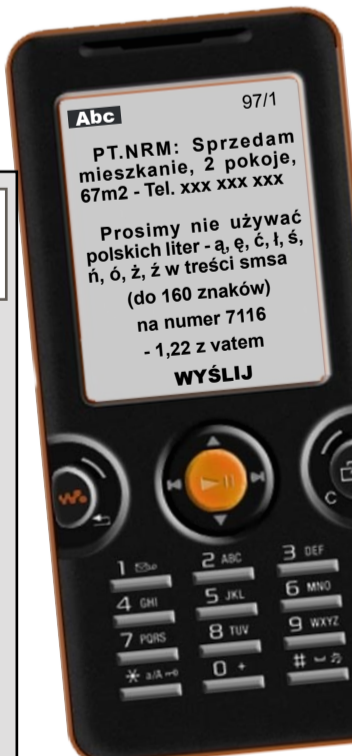 Abc 97/1
PT.NRM: Sprzedam
mieszkanie, 2 pokoje,
67m2 - Tel. xxx xxx xxx
Prosimy nie używać
polskich liter - ą, ę, ć, ł, ś,
ń, ó, ż, ź w treści smsa
(do 160 znaków)
na numer 7116
- 1,22 z vatem
WYŚLIJ
C
1 2 ABC 3 DEF
4 GHI 5 JKL 6 MNO
7 PQRS 8 TUV 9 WXYZ
* a/A 0 + #